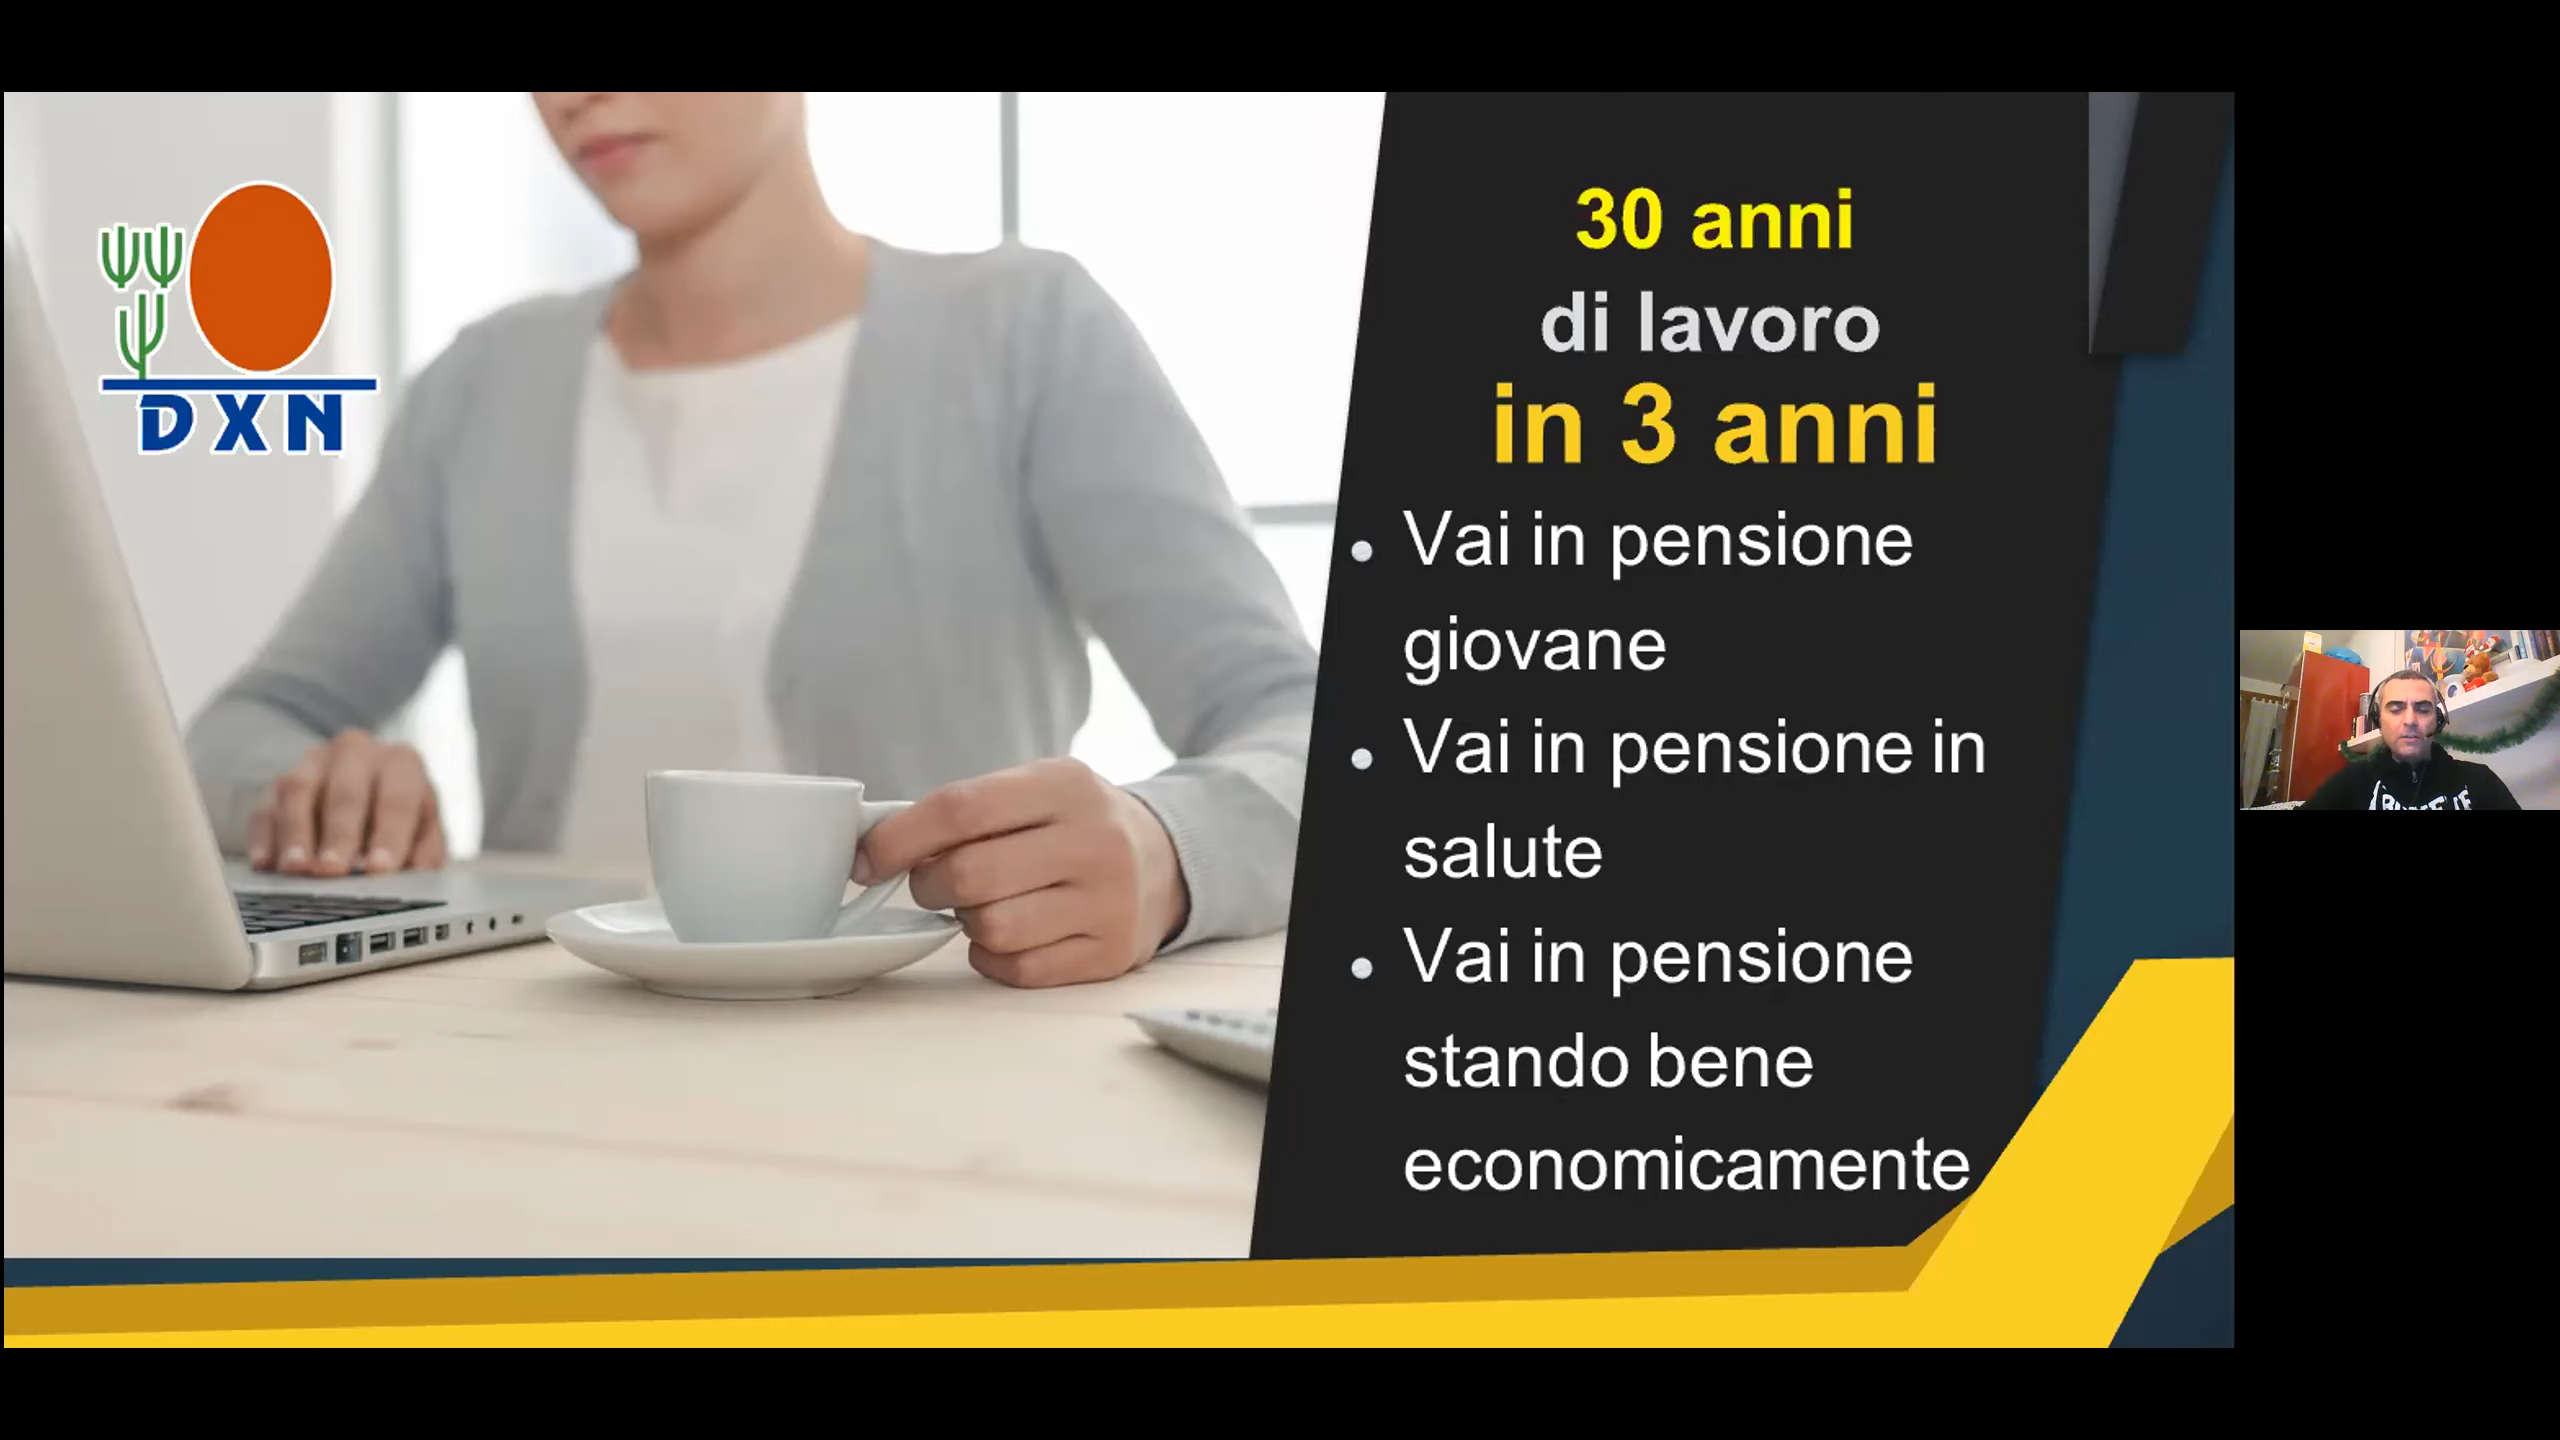 DXN
30 anni
di lavoro
in 3 anni
• Vai in pensione
giovane
• Vai in pensione in
salute
• Vai in pensione
stando bene
economicamente